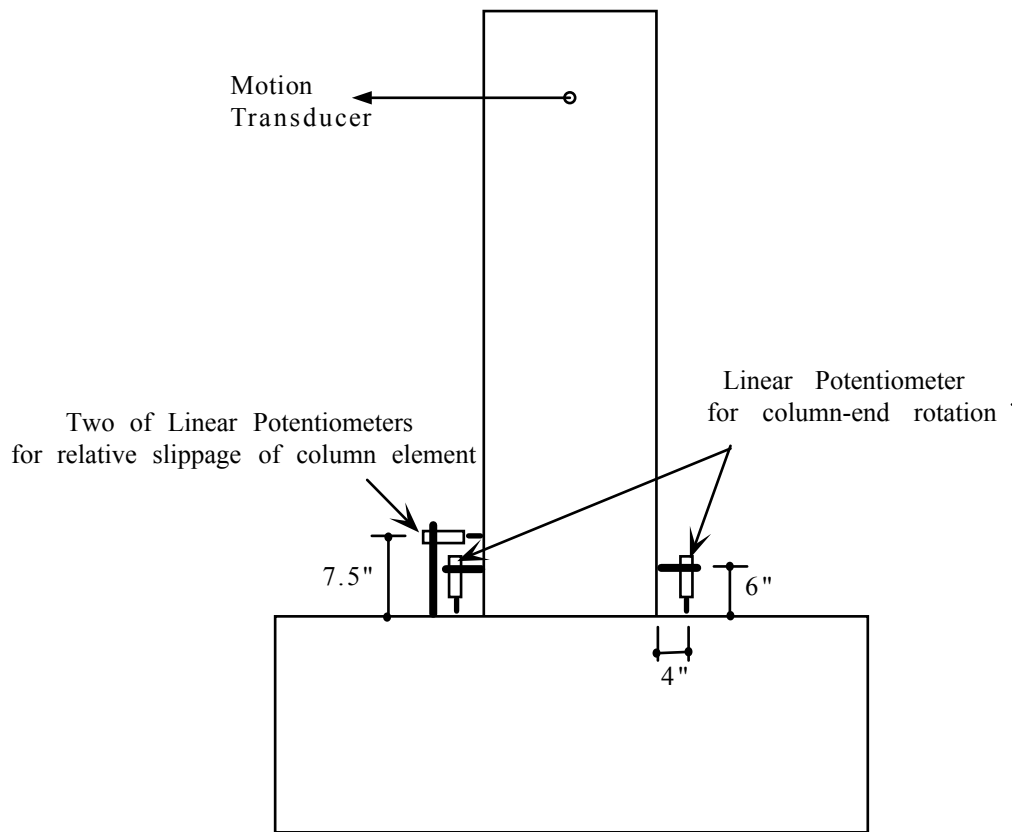 Motion
Transducer
Linear Potentiometer
for column-end rotation
Two of Linear Potentiometers
for relative slippage of column element
7.5"
6"
4"